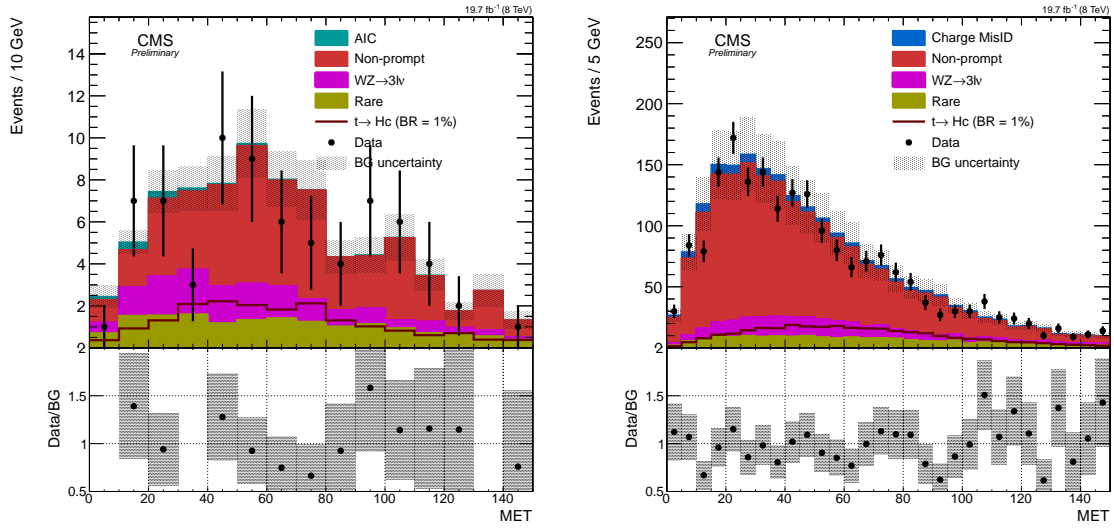 19.7 fb⁻¹ (8 TeV)
CMS
Preliminary
AIC
Non-prompt
WZ→3lν
Rare
t→ Hc (BR = 1%)
Data
BG uncertainty
Events / 10 GeV
16
14
12
10
8
6
4
2
2
1.5
1
0.5
Data/BG
0 20 40 60 80 100 120 140
MET
19.7 fb⁻¹ (8 TeV)
CMS
Preliminary
Charge MisID
Non-prompt
WZ→3lν
Rare
t→ Hc (BR = 1%)
Data
BG uncertainty
Events / 5 GeV
250
200
150
100
50
2
1.5
1
0.5
Data/BG
0 20 40 60 80 100 120 140
MET